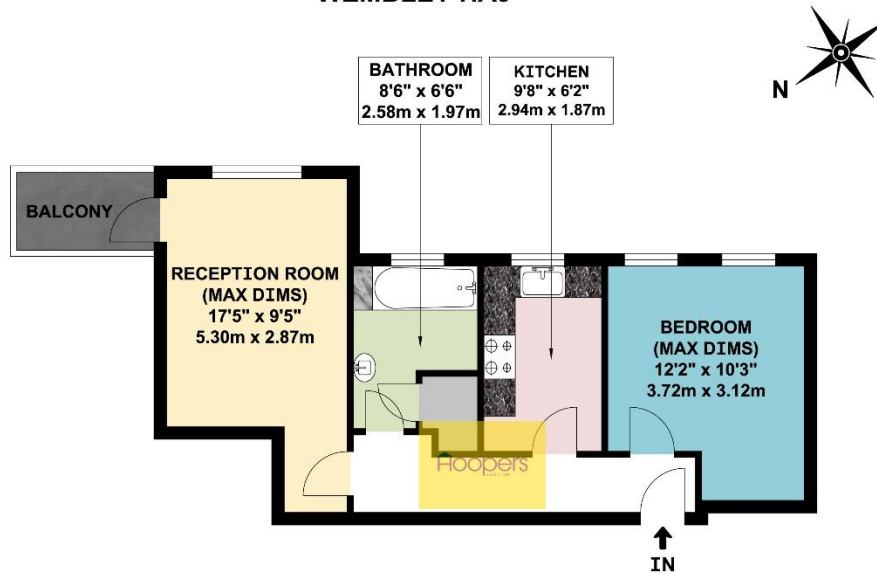 BATHROOM
8'6" x 6'6"
2.58m x 1.97m
KITCHEN
9'8" x 6'2"
2.94m x 1.87m
N
BALCONY
RECEPTION ROOM
(MAX DIMS)
17'5" x 9'5"
5.30m x 2.87m
BEDROOM
(MAX DIMS)
12'2" x 10'3"
3.72m x 3.12m
Hoopers
IN